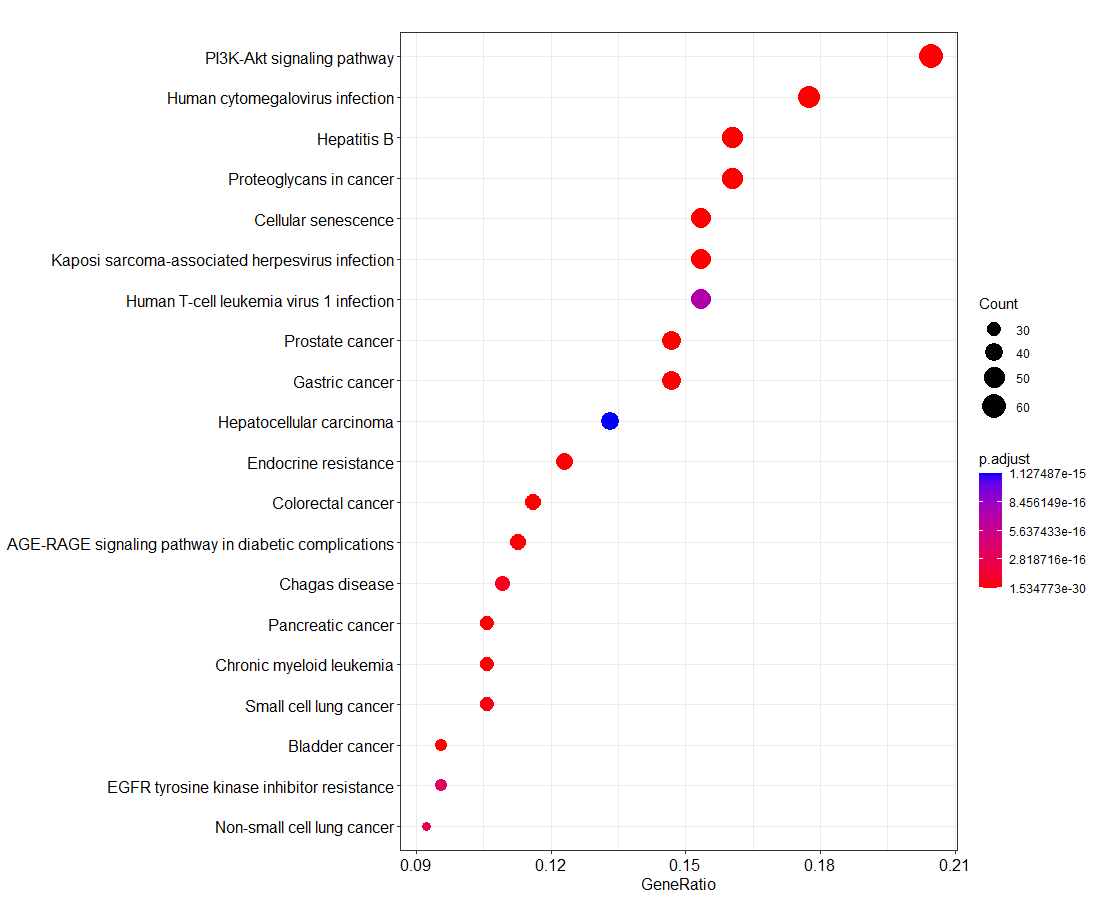 PI3K-Akt signaling pathway
Human cytomegalovirus infection
Hepatitis B
Proteoglycans in cancer
Cellular senescence
Kaposi sarcoma-associated herpesvirus infection
Human T-cell leukemia virus 1 infection
Prostate cancer
Gastric cancer
Hepatocellular carcinoma
Endocrine resistance
Colorectal cancer
AGE-RAGE signaling pathway in diabetic complications
Chagas disease
Pancreatic cancer
Chronic myeloid leukemia
Small cell lung cancer
Bladder cancer
EGFR tyrosine kinase inhibitor resistance
Non-small cell lung cancer
0.09 0.12 0.15 0.18 0.21
GeneRatio
Count
30
40
50
60
p.adjust
1.127487e-15
8.456149e-16
5.637433e-16
2.818716e-16
1.534773e-30